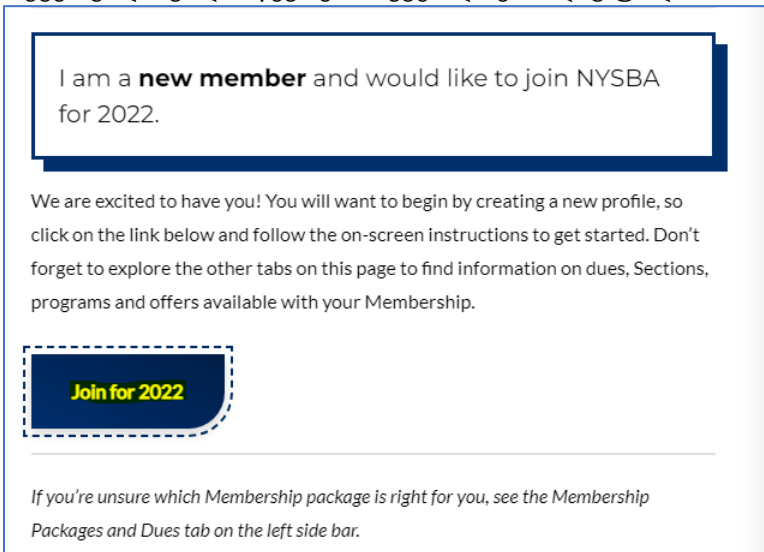 I am a new member and would like to join NYSBA
for 2022.
We are excited to have you! You will want to begin by creating a new profile, so
click on the link below and follow the on-screen instructions to get started. Don’t
forget to explore the other tabs on this page to find information on dues, Sections,
programs and offers available with your Membership.
Join for 2022
If you’re unsure which Membership package is right for you, see the Membership
Packages and Dues tab on the left side bar.